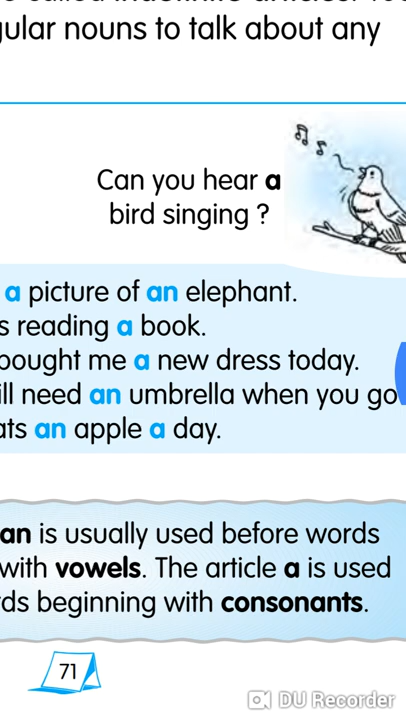 gular nouns to talk about any
Can you hear a
bird singing ?
a picture of an elephant.
s reading a book.
bought me a new dress today.
ill need an umbrella when you go
ats an apple a day.
an is usually used before words
with vowels. The article a is used
rds beginning with consonants.
71
DU Recorder